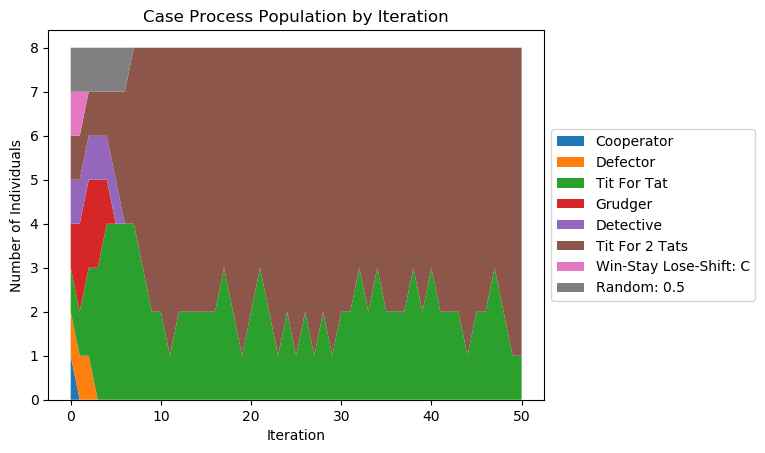 Case Process Population by Iteration
Number of Individuals
8
7
6
5
4
3
2
1
0
0 10 20 30 40 50
Iteration
Cooperator
Defector
Tit For Tat
Grudger
Detective
Tit For 2 Tats
Win-Stay Lose-Shift: C
Random: 0.5